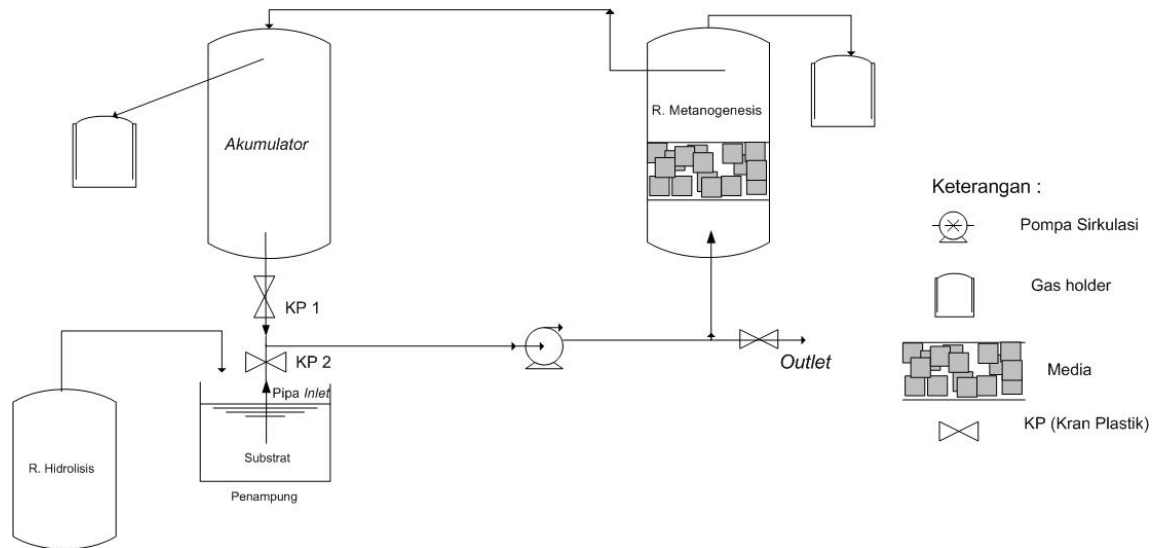 Akumulator
R. Metanogenesis
KP 1
KP 2
Pipa Inlet
Outlet
R. Hidrolisis
Substrat
Penampung
Keterangan :
Pompa Sirkulasi
Gas holder
Media
KP (Kran Plastik)